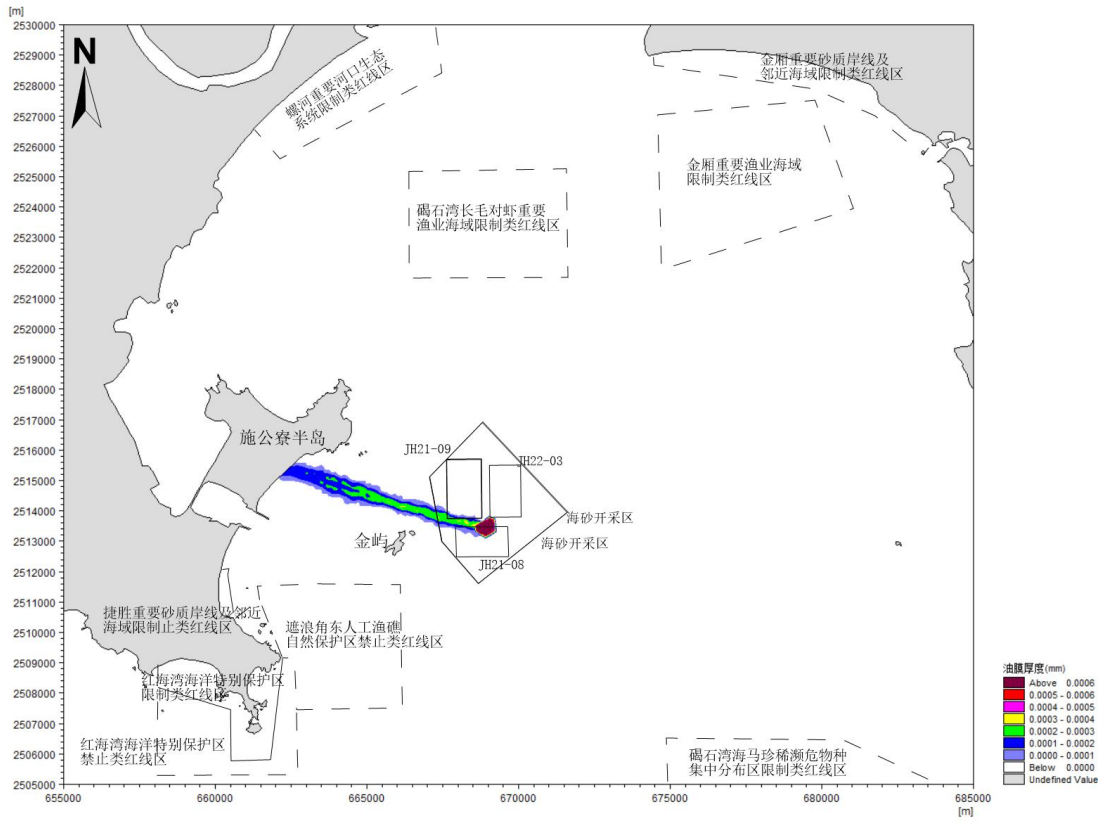 [m]
2530000
2529000
2528000
2527000
2526000
2525000
2524000
2523000
2522000
2521000
2520000
2519000
2518000
2517000
2516000
2515000
2514000
2513000
2512000
2511000
2510000
2509000
2508000
2507000
2506000
2505000
N
螺河重要河口生态
系统限制类红线区
金厢重要砂质岸线及
邻近海域限制类红线区
金厢重要渔业海域
限制类红线区
碣石湾长毛对虾重要
渔业海域限制类红线区
施公寮半岛
JH21-09
JH22-03
海砂开采区
海砂开采区
金屿
JH21-08
捷胜重要砂质岸线及邻近
海域限制止类红线区
遮浪角东人工渔礁
自然保护区禁止类红线区
红海湾海洋特别保护区
限制类红线区
红海湾海洋特别保护区
禁止类红线区
碣石湾海马珍稀濒危物种
集中分布区限制类红线区
655000
660000
665000
670000
675000
680000
685000
[m]
油膜厚度(mm)
Above 0.0006
0.0005 - 0.0006
0.0004 - 0.0005
0.0003 - 0.0004
0.0002 - 0.0003
0.0001 - 0.0002
0.0000 - 0.0001
Below 0.0000
Undefined Value